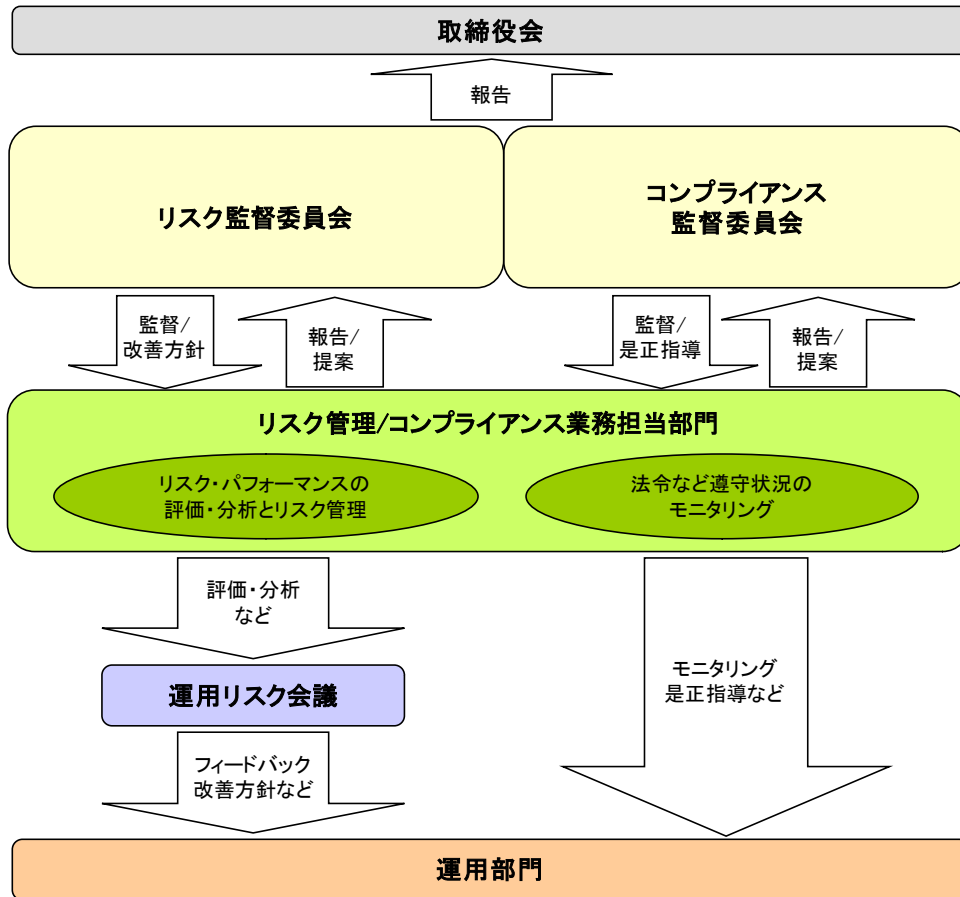 取締役会
報告
リスク監督委員会
コンプライアンス
監督委員会
監督/
改善方針
報告/
提案
監督/
是正指導
報告/
提案
リスク管理/コンプライアンス業務担当部門
リスク・パフォーマンスの
評価・分析とリスク管理
法令など遵守状況の
モニタリング
評価・分析
など
運用リスク会議
フィードバック
改善方針など
モニタリング
是正指導など
運用部門